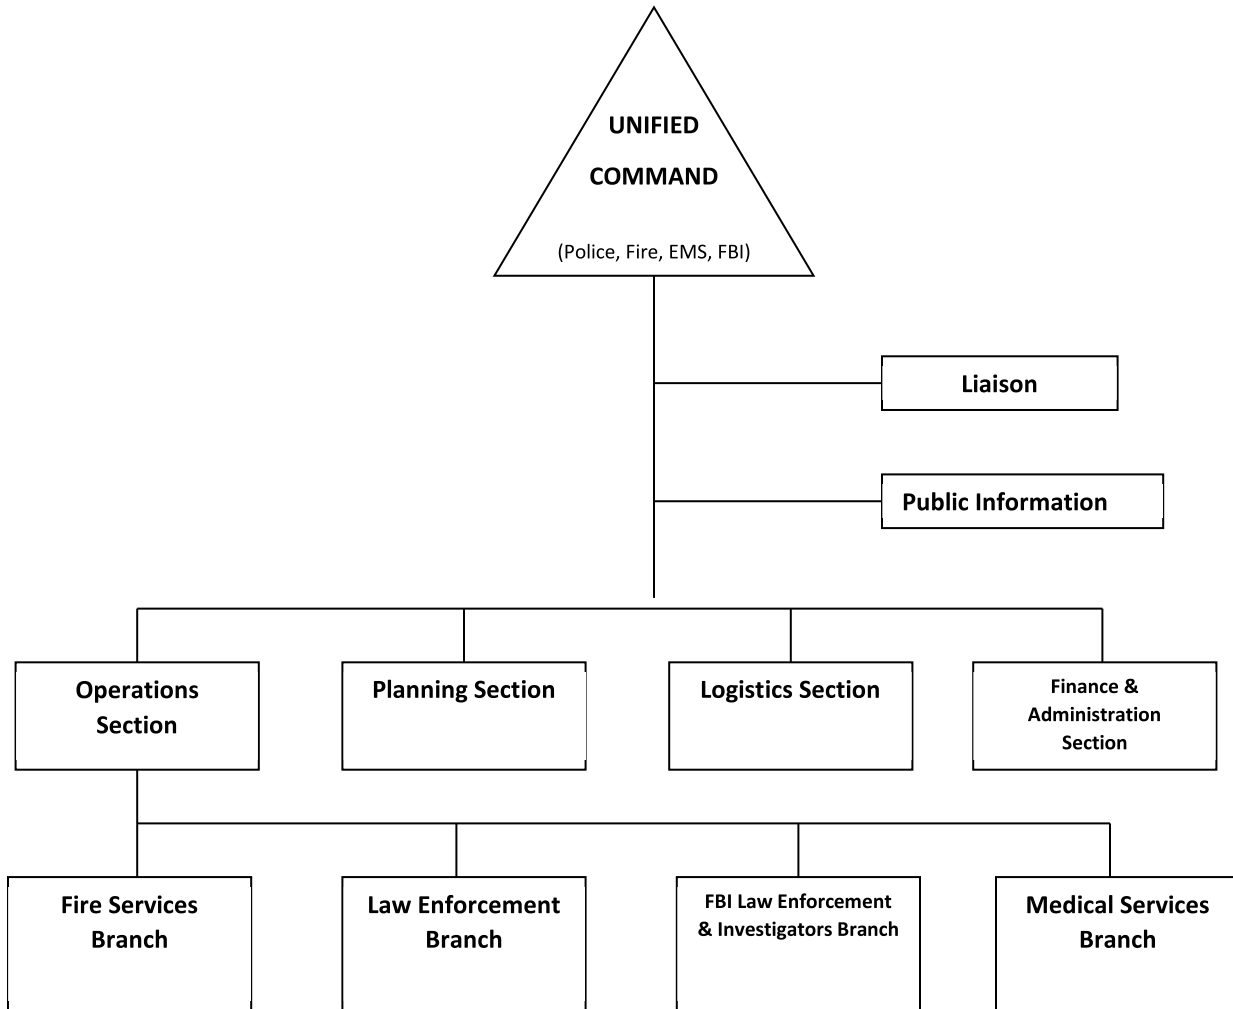 UNIFIED
COMMAND
(Police, Fire, EMS, FBI)
Liaison
Public Information
Operations
Section
Planning Section
Logistics Section
Finance &
Administration
Section
Fire Services
Branch
Law Enforcement
Branch
FBI Law Enforcement
& Investigators Branch
Medical Services
Branch